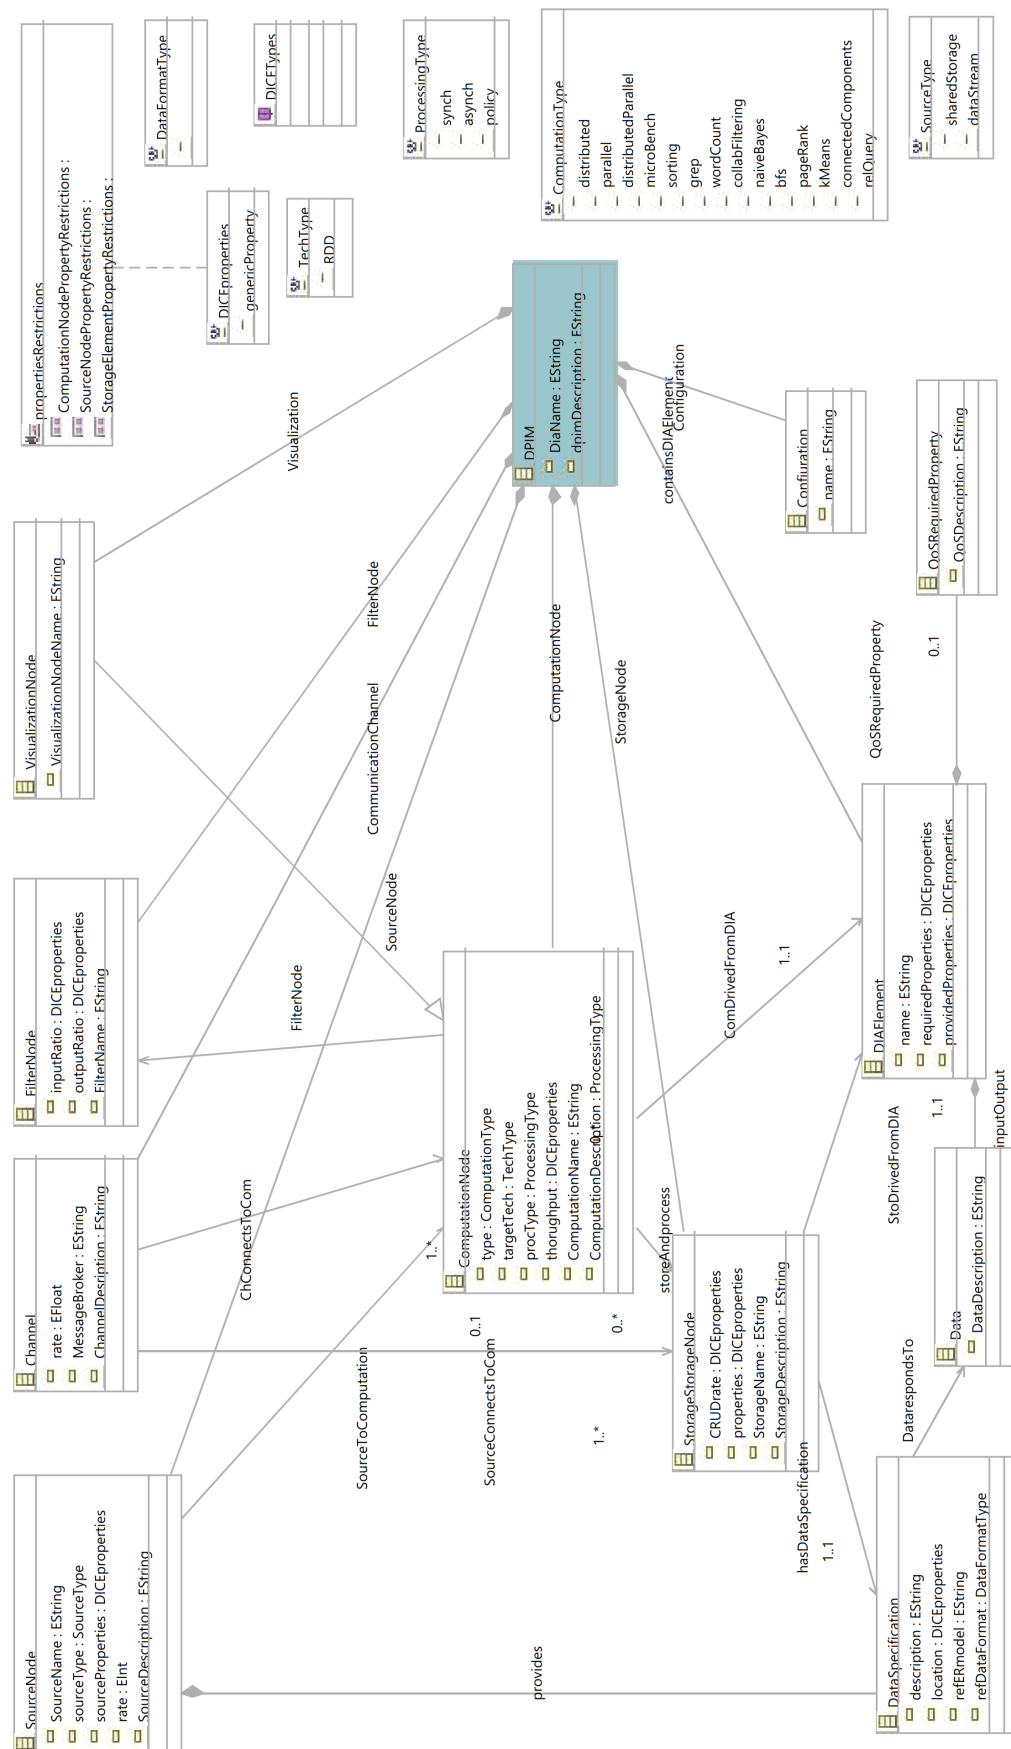 propertiesRestrictions
ComputationNodePropertyRestrictions :
SourceNodePropertyRestrictions :
StorageElementPropertyRestrictions :
DataFormatType
DICETypes
ProcessingType
synch
asynch
policy
ComputationType
distributed
parallel
distributedParallel
microBench
sorting
grep
wordCount
collabFiltering
naiveBayes
bfs
pageRank
kMeans
connectedComponents
relQuery
SourceType
sharedStorage
dataStream
DICEproperties
genericProperty
TechType
RDD
DPIM
DiaName : EString
dpimDescription : EString
Visualization
containsDIAElement
Configuration
Confiuration
name : EString
QoSRequiredProperty
QoSDescription : EString
VisualizationNode
VisualizationNodeName : EString
FilterNode
CommunicationChannel
SourceNode
ComputationNode
StorageNode
QoSRequiredProperty
0..1
FilterNode
inputRatio : DICEproperties
outputRatio : DICEproperties
FilterName : EString
FilterNode
ComputationNode
type : ComputationType
targetTech : TechType
procType : ProcessingType
thorughput : DICEproperties
ComputationName : EString
ComputationDescription : ProcessingType
0..*
ComDrivedFromDIA
1..1
DIAElement
name : EString
requiredProperties : DICEproperties
providedProperties : DICEproperties
Channel
rate : EFloat
MessageBroker : EString
ChannelDesription : EString
ChConnectsToCom
1..*
0..1
0..*
storeAndprocess
StoDrivedFromDIA
1..1
inputOutput
Data
DataDescription : EString
StorageStorageNode
CRUDrate : DICEproperties
properties : DICEproperties
StorageName : EString
StorageDescription : EString
SourceToComputation
SourceConnectsToCom
1..*
hasDataSpecification
1..1
DatarespondsTo
SourceNode
SourceName : EString
sourceType : SourceType
sourceProperties : DICEproperties
rate : EInt
SourceDescription : EString
provides
DataSpecification
description : EString
location : DICEproperties
refERmodel : EString
refDataFormat : DataFormatType